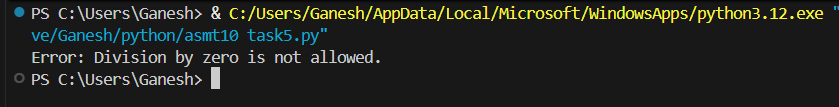 PS C:\Users\Ganesh> & C:/Users/Ganesh/AppData/Local/Microsoft/WindowsApps/python3.12.exe "
ve/Ganesh/python/asmt10 task5.py"
Error: Division by zero is not allowed.
PS C:\Users\Ganesh>